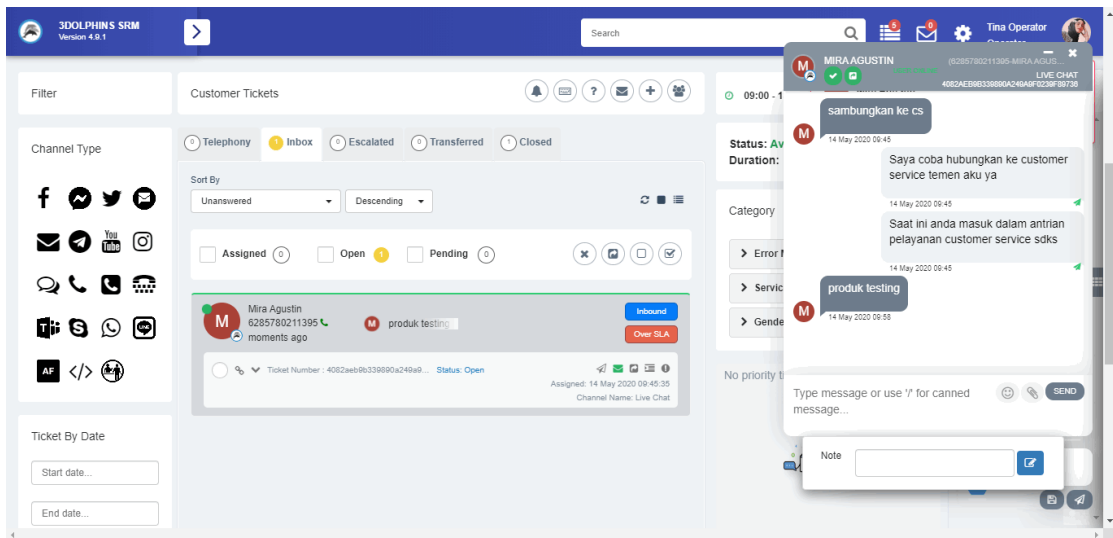 3DOLPHINS SRM
Version 4.9.1
Search
5
9
Tina Operator
Filter
Customer Tickets
09:00 - 1
Channel Type
0 Telephony
1 Inbox
0 Escalated
0 Transferred
1 Closed
Status: Av
Duration:
Sort By
Unanswered
Descending
Category
Assigned 0
Open 1
Pending 0
Error M
Servic
Gende
You
Tube
LINE
AF
M
Mira Agustin
6285780211395
moments ago
M
produk testing
Inbound
Over SLA
Ticket Number : 4082aeb9b339890a249a9...
Status: Open
Assigned: 14 May 2020 09:45:35
Channel Name: Live Chat
No priority ti
Ticket By Date
Start date...
End date...
M
MIRA AGUSTIN
(6285780211395-MIRA AGUS...
LIVE CHAT
sambungkan ke cs
M
14 May 2020 09:45
Saya coba hubungkan ke customer
service temen aku ya
14 May 2020 09:45
Saat ini anda masuk dalam antrian
pelayanan customer service sdks
14 May 2020 09:45
produk testing
M
14 May 2020 09:58
Type message or use '/' for canned
message...
SEND
Note